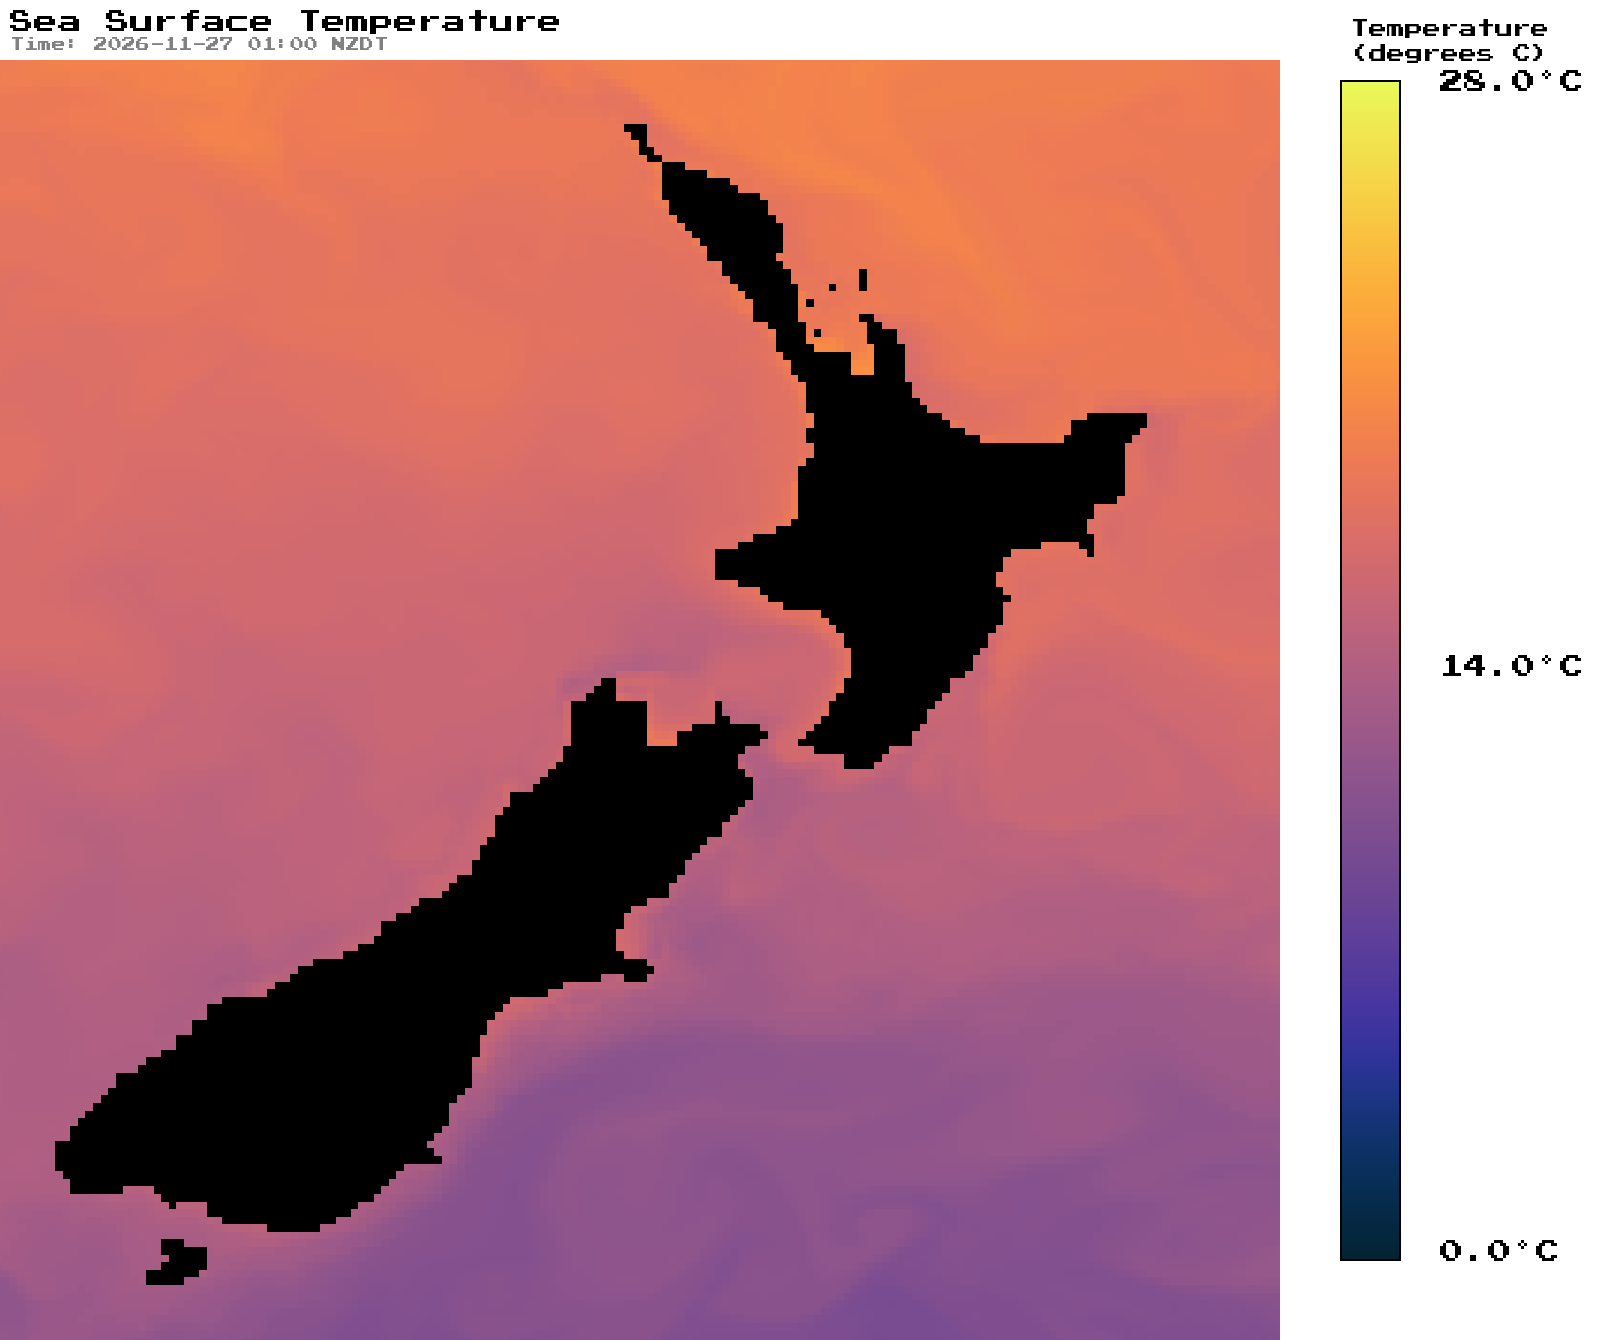 Sea Surface Temperature
Time: 2026-11-27 01:00 NZDT
Temperature
(degrees C)
28.0°C
14.0°C
0.0°C